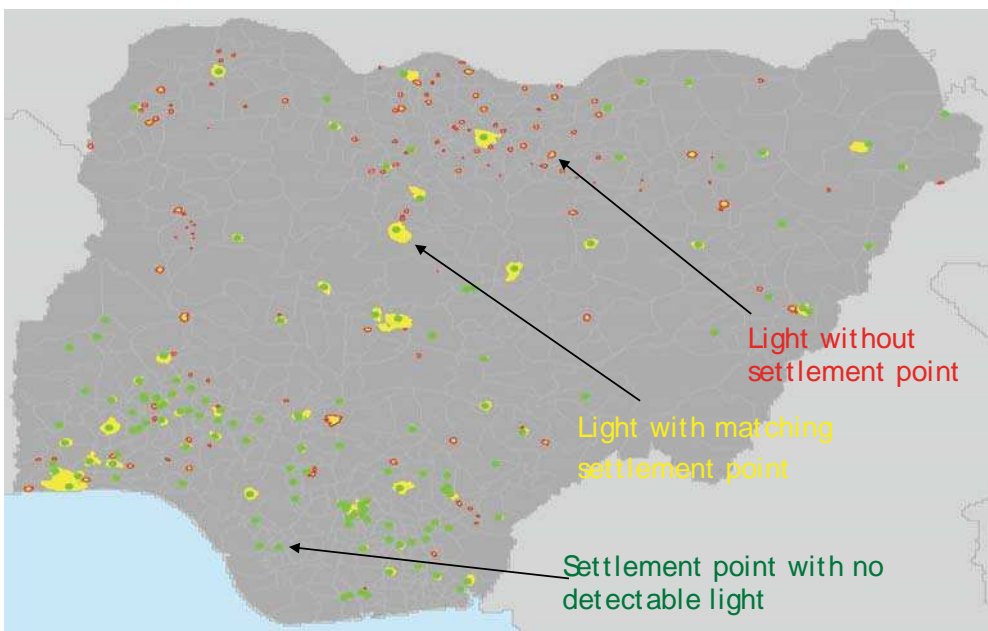 Light without
settlement point
Light with matching
settlement point
Settlement point with no
detectable light